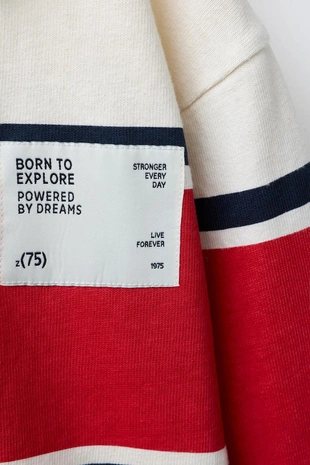 BORN TO
EXPLORE
POWERED
BY DREAMS
STRONGER
EVERY
DAY
LIVE
FOREVER
z(75)
1975